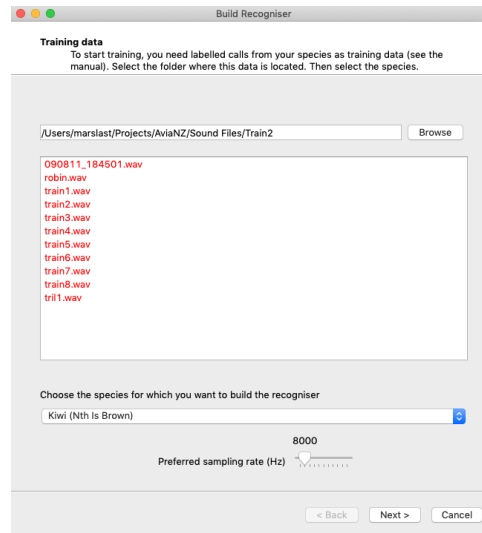 Build Recogniser
Training data
To start training, you need labelled calls from your species as training data (see the
manual). Select the folder where this data is located. Then select the species.
/Users/marslast/Projects/AviaNZ/Sound Files/Train2
Browse
090811_184501.wav
robin.wav
train1.wav
train2.wav
train3.wav
train4.wav
train5.wav
train6.wav
train7.wav
train8.wav
tril1.wav
Choose the species for which you want to build the recogniser
Kiwi (Nth Is Brown)
8000
Preferred sampling rate (Hz)
< Back
Next >
Cancel